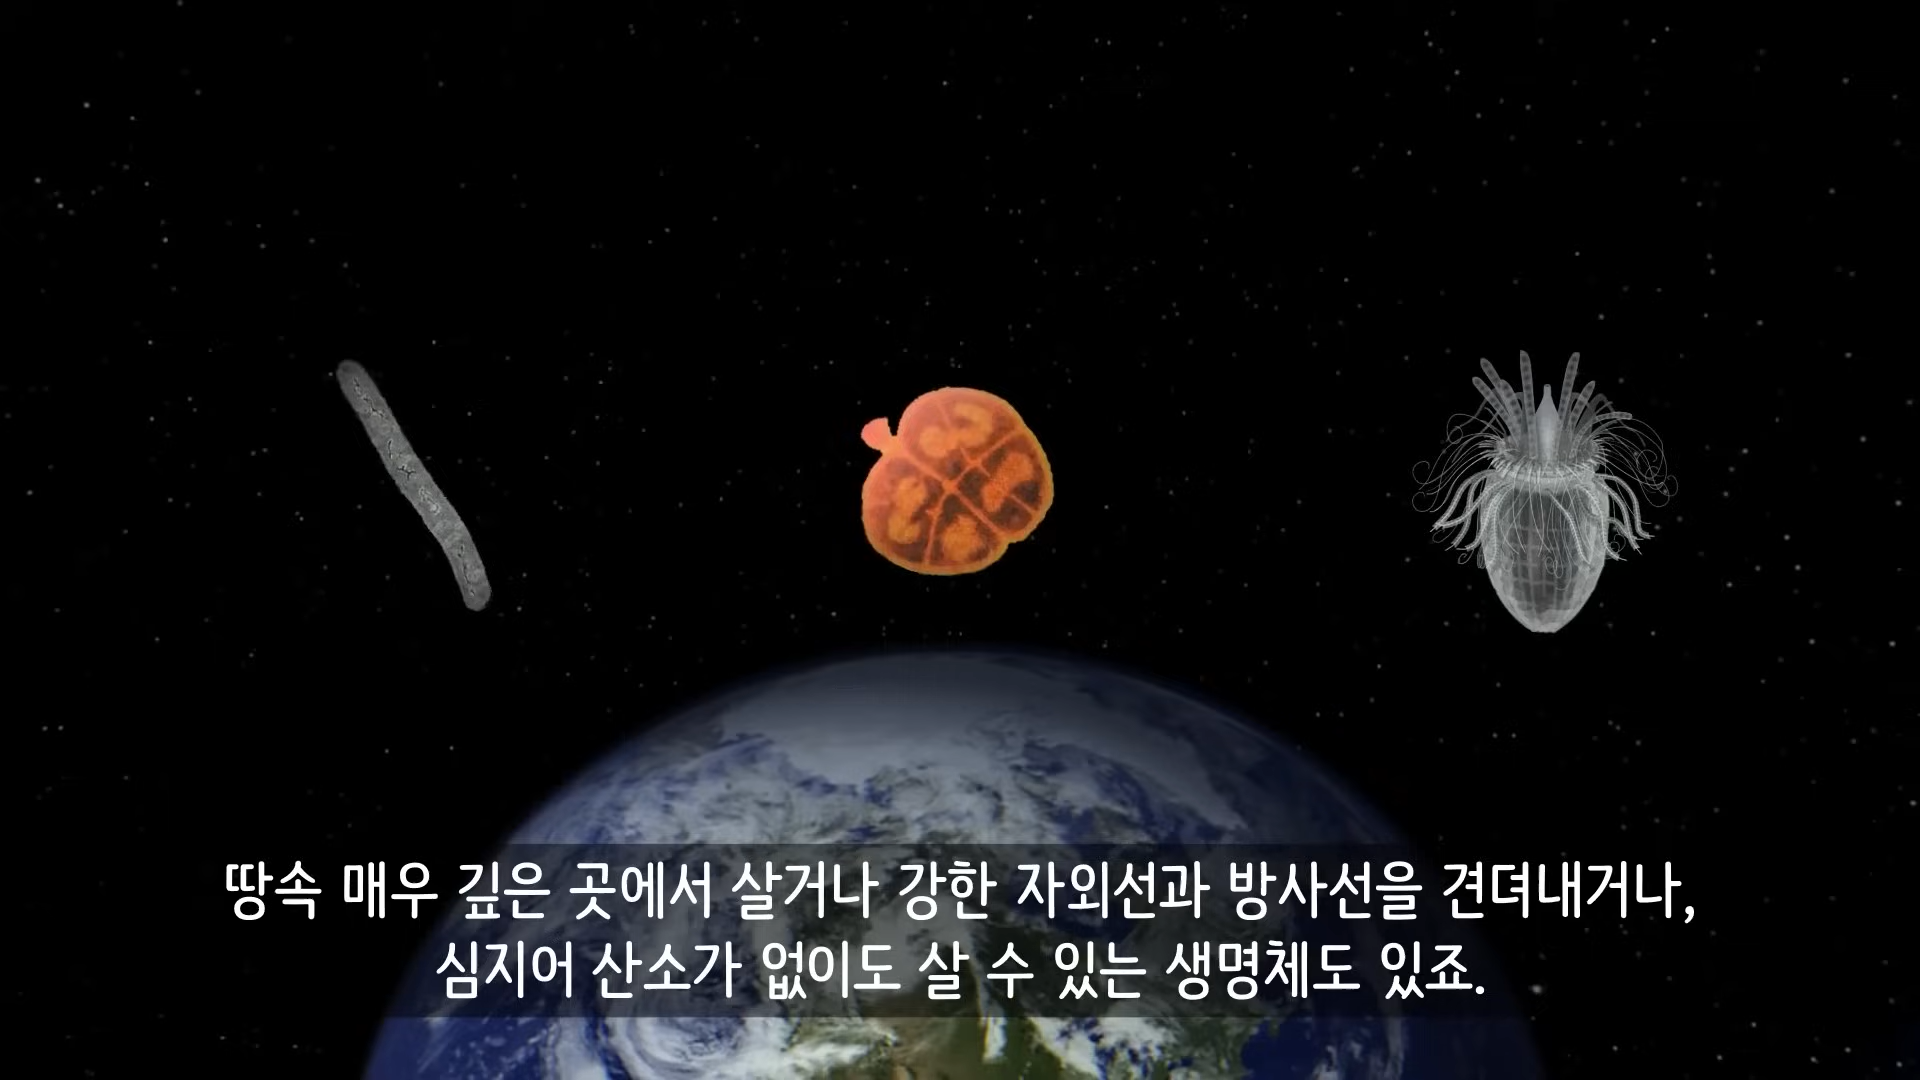 땅속 매우 깊은 곳에서 살거나 강한 자외선과 방사선을 견뎌내거나,
심지어 산소가 없이도 살 수 있는 생명체도 있죠.